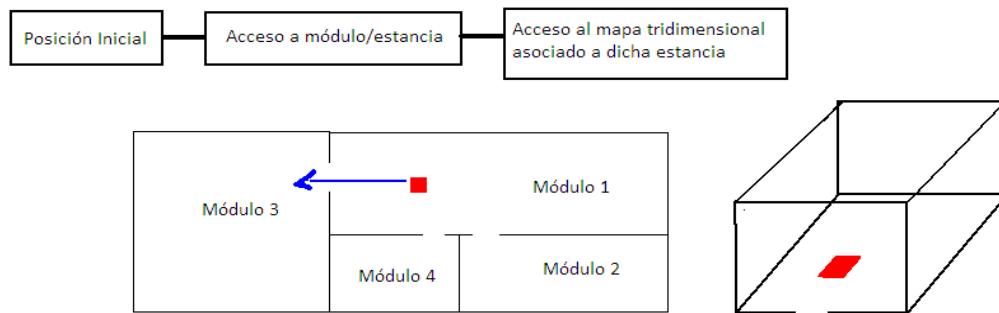 Posición Inicial
Acceso a módulo/estancia
Acceso al mapa tridimensional
asociado a dicha estancia
Módulo 1
Módulo 3
Módulo 4
Módulo 2